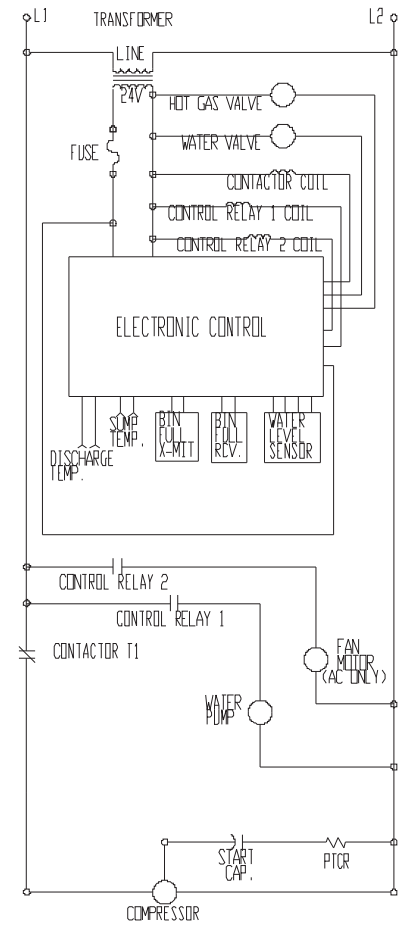 L1
TRANSFORMER
L2
LINE
24V
HOT GAS VALVE
FUSE
WATER VALVE
CONTACTOR COIL
CONTROL RELAY 1 COIL
CONTROL RELAY 2 COIL
ELECTRONIC CONTROL
DISCHARGE
TEMP.
SUMP
TEMP.
BIN
FULL
X-MIT
BIN
FULL
RCV.
WATER
LEVEL
SENSOR
CONTROL RELAY 2
CONTROL RELAY 1
CONTACTOR T1
FAN
MOTOR
(AC ONLY)
WATER
PUMP
START
CAP.
PTCR
COMPRESSOR